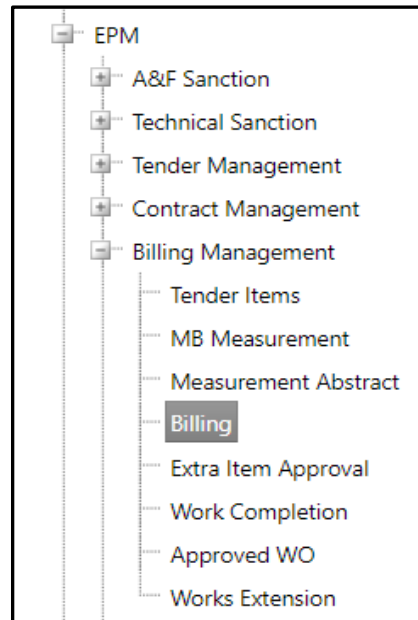 EPM
A&F Sanction
Technical Sanction
Tender Management
Contract Management
Billing Management
Tender Items
MB Measurement
Measurement Abstract
Billing
Extra Item Approval
Work Completion
Approved WO
Works Extension